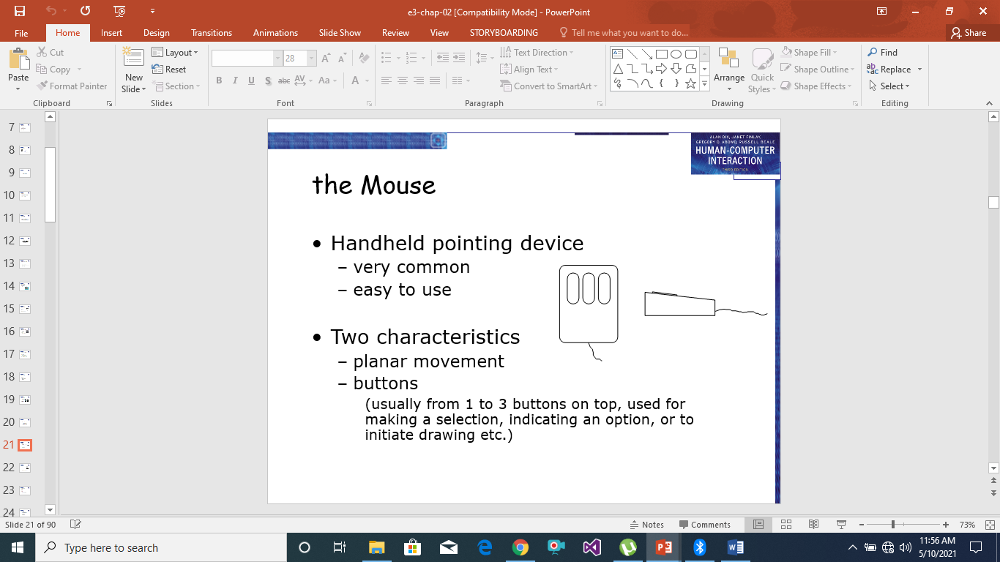 e3-chap-02 [Compatibility Mode] - PowerPoint
File Home Insert Design Transitions Animations Slide Show Review View STORYBOARDING Tell me what you want to do... Share
Paste
Cut
Copy
Format Painter
Clipboard
New Slide
Layout
Reset
Section
Slides
28
B I U S abc AV Aa A
Font
Paragraph
Text Direction
Align Text
Convert to SmartArt
Drawing
Arrange
Quick Styles
Shape Fill
Shape Outline
Shape Effects
Find
Replace
Select
Editing
7
8
9
10
11
12
13
14
15
16
17
18
19
20
21
22
23
24
ALAN DIX, JANET FINLAY,
GREGORY D. ABOWD, RUSSELL BEALE
HUMAN-COMPUTER
INTERACTION
THIRD EDITION
the Mouse
• Handheld pointing device
– very common
– easy to use
• Two characteristics
– planar movement
– buttons
(usually from 1 to 3 buttons on top, used for
making a selection, indicating an option, or to
initiate drawing etc.)
Slide 21 of 90
Notes
Comments
73%
Type here to search
11:56 AM
5/10/2021